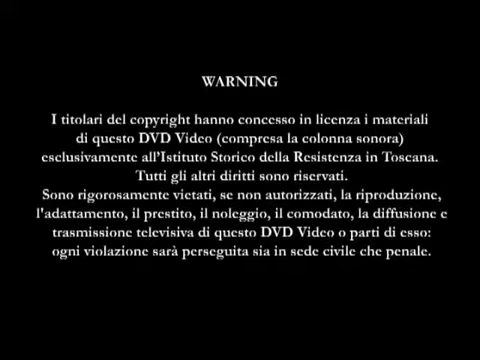 WARNING
I titolari del copyright hanno concesso in licenza i materiali
di questo DVD Video (compresa la colonna sonora)
esclusivamente all'Istituto Storico della Resistenza in Toscana.
Tutti gli altri diritti sono riservati.
Sono rigorosamente vietati, se non autorizzati, la riproduzione,
l'adattamento, il prestito, il noleggio, il comodato, la diffusione e
trasmissione televisiva di questo DVD Video o parti di esso:
ogni violazione sarà perseguita sia in sede civile che penale.